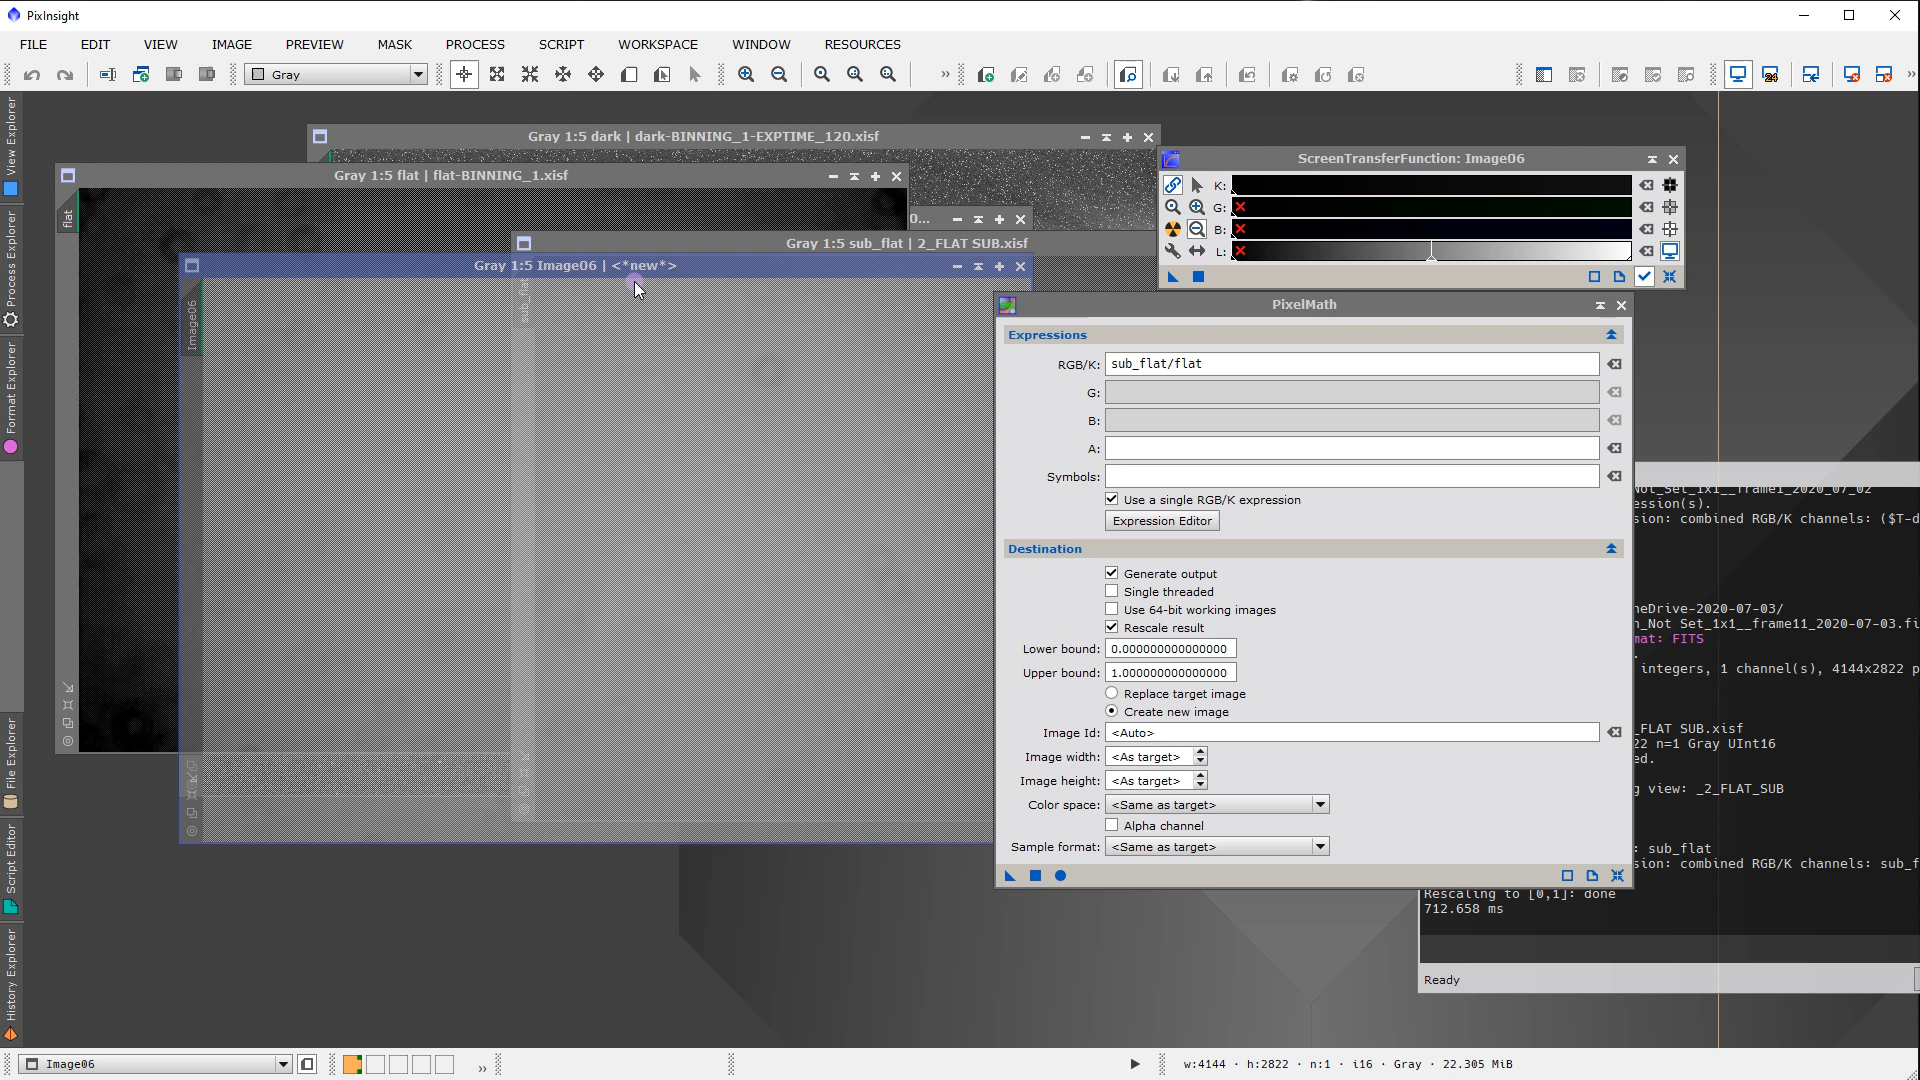 PixInsight
FILE EDIT VIEW IMAGE PREVIEW MASK PROCESS SCRIPT WORKSPACE WINDOW RESOURCES
Gray
24
View Explorer
Process Explorer
Format Explorer
File Explorer
Script Editor
History Explorer
Gray 1:5 dark | dark-BINNING_1-EXPTIME_120.xisf
Gray 1:5 flat | flat-BINNING_1.xisf
flat
0...
Gray 1:5 sub_flat | 2_FLAT SUB.xisf
sub_flat
Gray 1:5 Image06 | <*new*>
Image06
ScreenTransferFunction: Image06
K:
G:
B:
L:
PixelMath
Expressions
RGB/K: sub_flat/flat
G:
B:
A:
Symbols:
Use a single RGB/K expression
Expression Editor
Destination
Generate output
Single threaded
Use 64-bit working images
Rescale result
Lower bound: 0.000000000000000
Upper bound: 1.000000000000000
Replace target image
Create new image
Image Id: <Auto>
Image width: <As target>
Image height: <As target>
Color space: <Same as target>
Alpha channel
Sample format: <Same as target>
Not_Set_1x1__frame1_2020_07_02
ession(s).
sion: combined RGB/K channels: ($T-d
neDrive-2020-07-03/
n_Not Set_1x1__frame11_2020-07-03.fi
mat: FITS
integers, 1 channel(s), 4144x2822 p
_FLAT SUB.xisf
22 n=1 Gray UInt16
ed.
g view: _2_FLAT_SUB
: sub_flat
sion: combined RGB/K channels: sub_f
Rescaling to [0,1]: done
712.658 ms
Ready
Image06
w:4144 · h:2822 · n:1 · i16 · Gray · 22.305 MiB